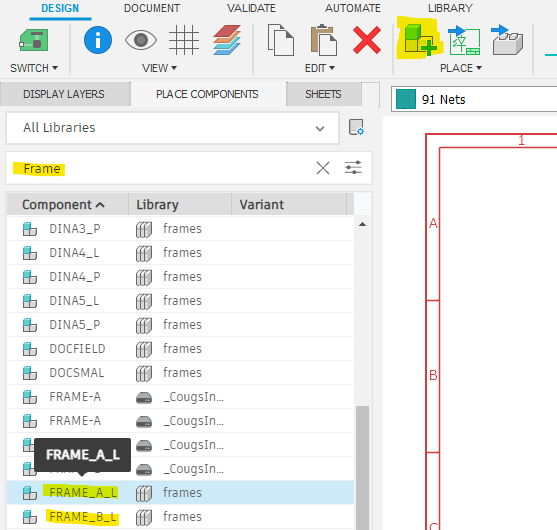 DESIGN DOCUMENT VALIDATE AUTOMATE LIBRARY
SWITCH VIEW EDIT PLACE
DISPLAY LAYERS PLACE COMPONENTS SHEETS
91 Nets
All Libraries
Frame
Component Library Variant
DINA3_P frames
DINA4_L frames
DINA4_P frames
DINA5_L frames
DINA5_P frames
DOCFIELD frames
DOCSMAL frames
FRAME-A _CougsIn...
FRAME-A _CougsIn...
_CougsIn...
FRAME_A_L
_CougsIn...
FRAME_A_L frames
FRAME_B_L frames
1
A
B
C